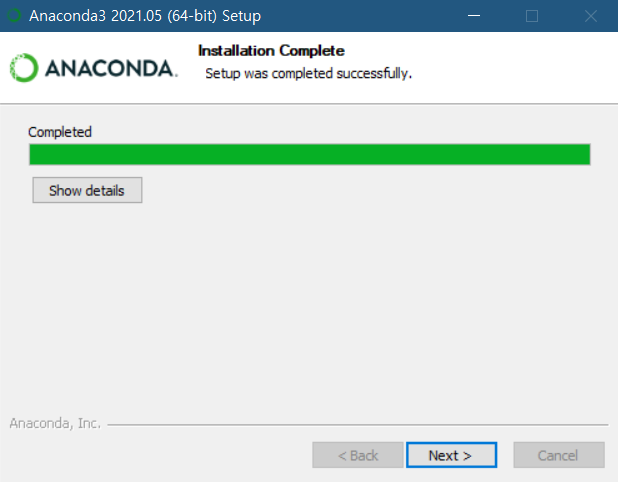 Anaconda3 2021.05 (64-bit) Setup
Installation Complete
ANACONDA.
Setup was completed successfully.
Completed
Show details
Anaconda, Inc.
< Back Next > Cancel